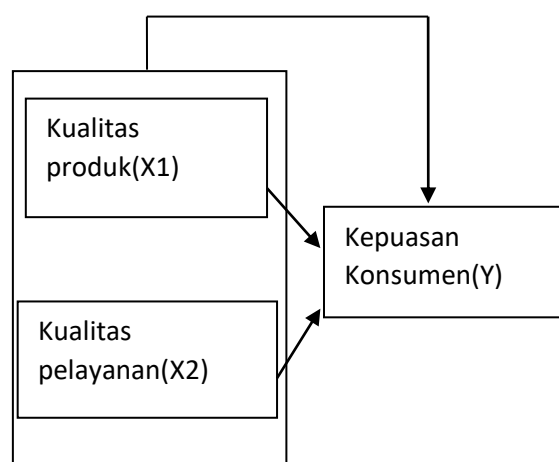 Kualitas
produk(X1)
Kepuasan
Konsumen(Y)
Kualitas
pelayanan(X2)